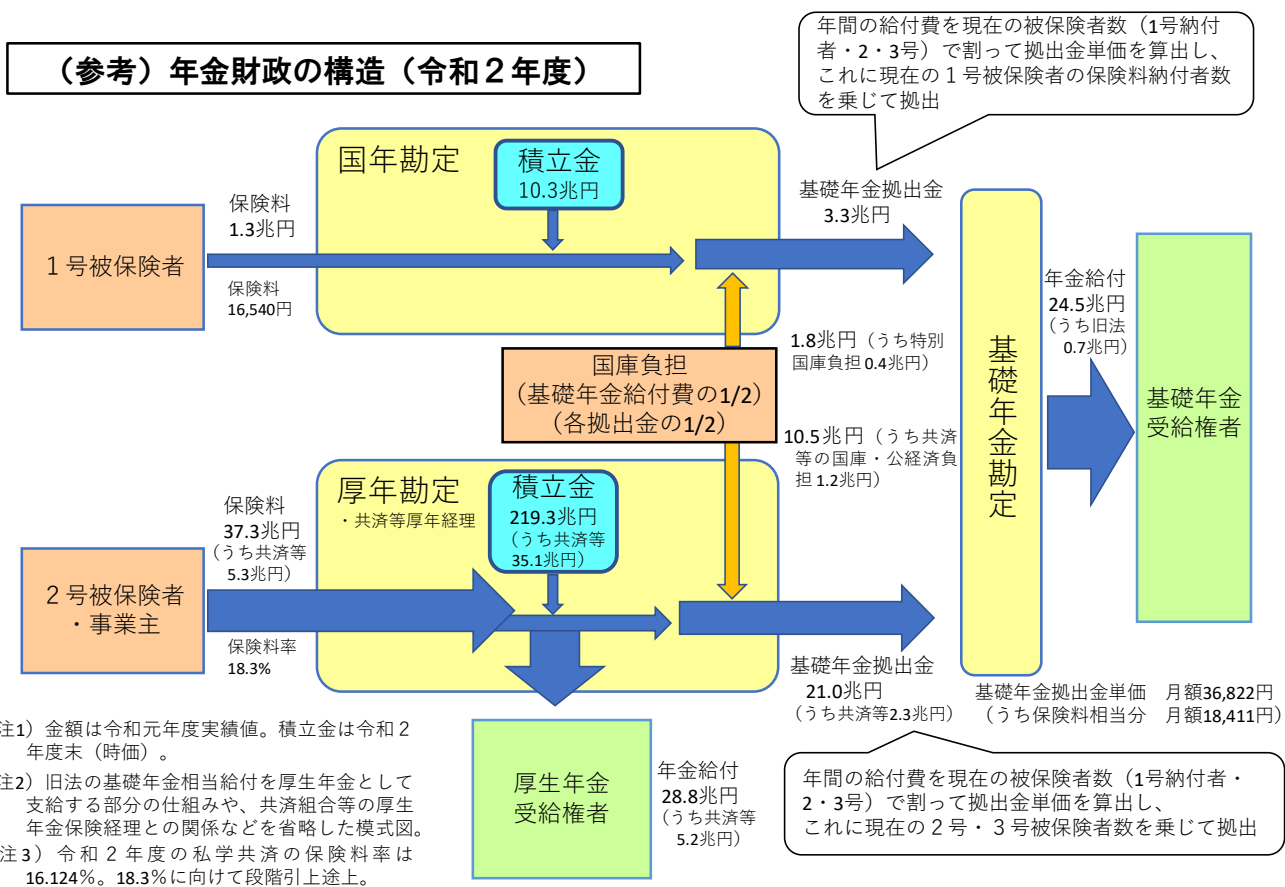 （参考）年金財政の構造（令和２年度）
年間の給付費を現在の被保険者数（1号納付
者・2・3号）で割って拠出金単価を算出し、
これに現在の１号被保険者の保険料納付者数
を乗じて拠出
国年勘定
積立金
10.3兆円
保険料
1.3兆円
１号被保険者
保険料
16,540円
基礎年金拠出金
3.3兆円
国庫負担
（基礎年金給付費の1/2）
（各拠出金の1/2）
1.8兆円（うち特別
国庫負担 0.4兆円）
10.5兆円（うち共済
等の国庫・公経済負
担 1.2兆円）
基礎年金勘定
年金給付
24.5兆円
（うち旧法
0.7兆円）
基礎年金
受給権者
厚年勘定
・共済等厚年経理
積立金
219.3兆円
（うち共済等
35.1兆円）
保険料
37.3兆円
（うち共済等
5.3兆円）
２号被保険者
・事業主
保険料率
18.3%
基礎年金拠出金
21.0兆円
（うち共済等2.3兆円）
基礎年金拠出金単価　月額36,822円
（うち保険料相当分　月額18,411円）
厚生年金
受給権者
年金給付
28.8兆円
（うち共済等
5.2兆円）
年間の給付費を現在の被保険者数（1号納付者・
2・3号）で割って拠出金単価を算出し、
これに現在の２号・３号被保険者数を乗じて拠出
注1）金額は令和元年度実績値。積立金は令和２
年度末（時価）。
注2）旧法の基礎年金相当給付を厚生年金として
支給する部分の仕組みや、共済組合等の厚生
年金保険経理との関係などを省略した模式図。
注3）令和２年度の私学共済の保険料率は
16.124%。18.3%に向けて段階引上途上。